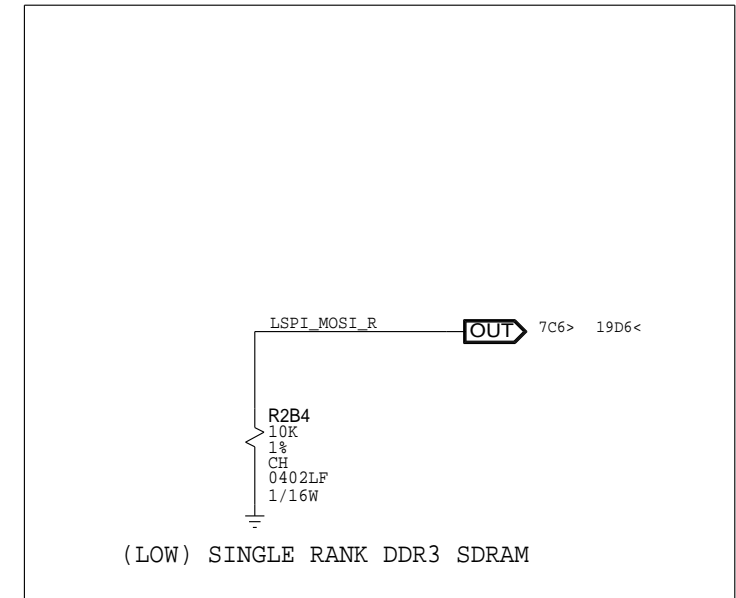 LSPI_MOSI_R
OUT 7C6> 19D6<
R2B4
10K
1%
CH
0402LF
1/16W
(LOW) SINGLE RANK DDR3 SDRAM